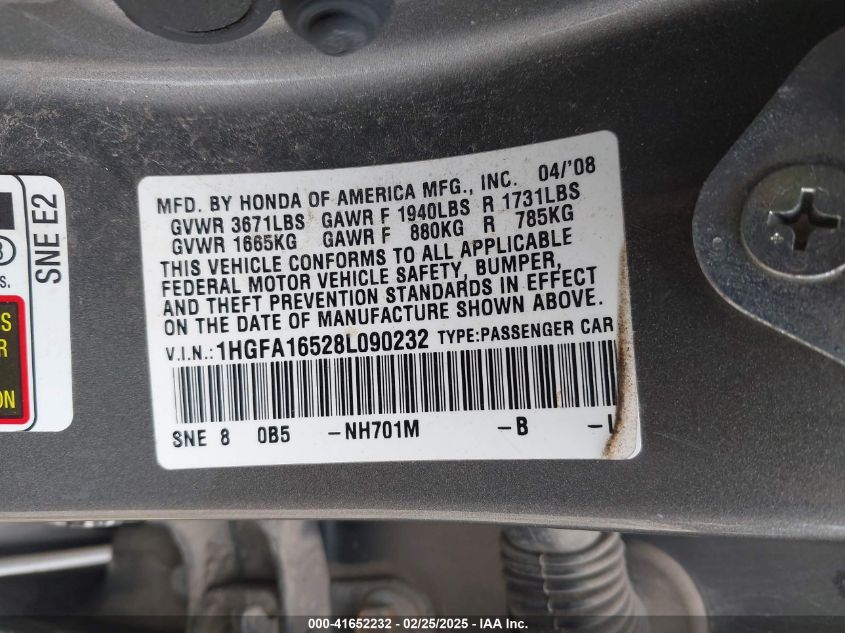 MFD. BY HONDA OF AMERICA MFG., INC. 04/'08
GVWR 3671LBS GAWR F 1940LBS R 1731LBS
GVWR 1665KG GAWR F 880KG R 785KG
THIS VEHICLE CONFORMS TO ALL APPLICABLE
FEDERAL MOTOR VEHICLE SAFETY, BUMPER,
AND THEFT PREVENTION STANDARDS IN EFFECT
ON THE DATE OF MANUFACTURE SHOWN ABOVE.
V.I.N.: 1HGFA16528L090232 TYPE:PASSENGER CAR
SNE 8 0B5 -NH701M -B -
SNE E2
S.
S
R
ON
000-41652232 - 02/25/2025 - IAA Inc.